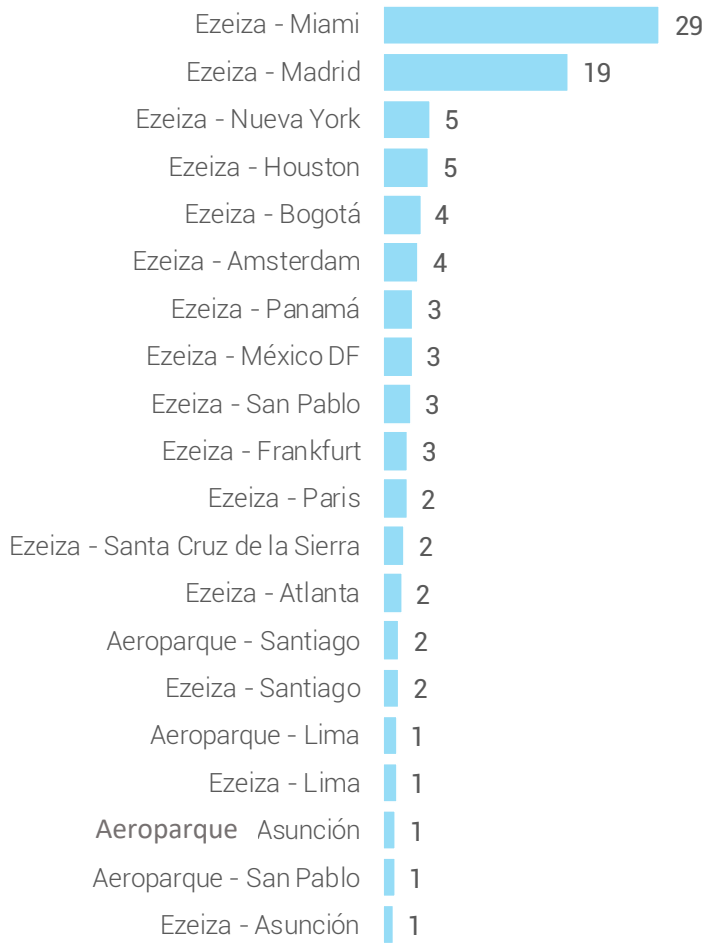 Ezeiza - Miami 29
Ezeiza - Madrid 19
Ezeiza - Nueva York 5
Ezeiza - Houston 5
Ezeiza - Bogotá 4
Ezeiza - Amsterdam 4
Ezeiza - Panamá 3
Ezeiza - México DF 3
Ezeiza - San Pablo 3
Ezeiza - Frankfurt 3
Ezeiza - Paris 2
Ezeiza - Santa Cruz de la Sierra 2
Ezeiza - Atlanta 2
Aeroparque - Santiago 2
Ezeiza - Santiago 2
Aeroparque - Lima 1
Ezeiza - Lima 1
Aeroparque Asunción 1
Aeroparque - San Pablo 1
Ezeiza - Asunción 1